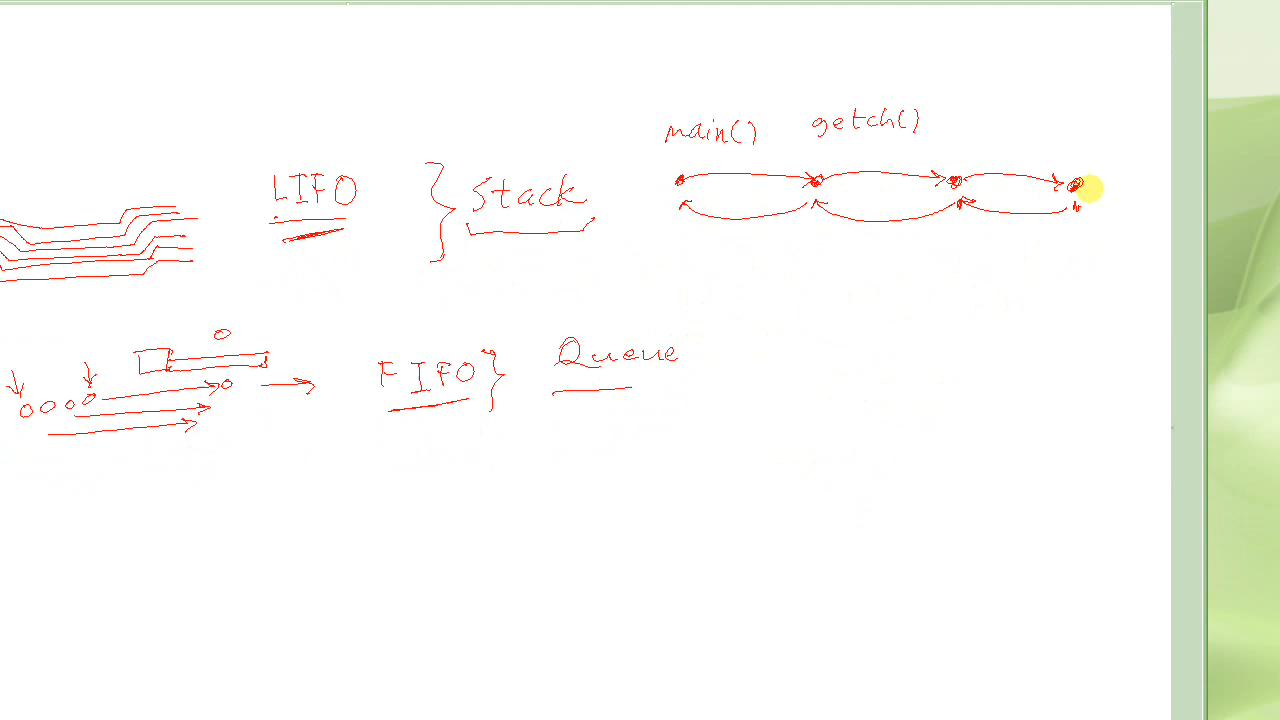 main() getch()
LIFO } Stack
FIFO } Queue